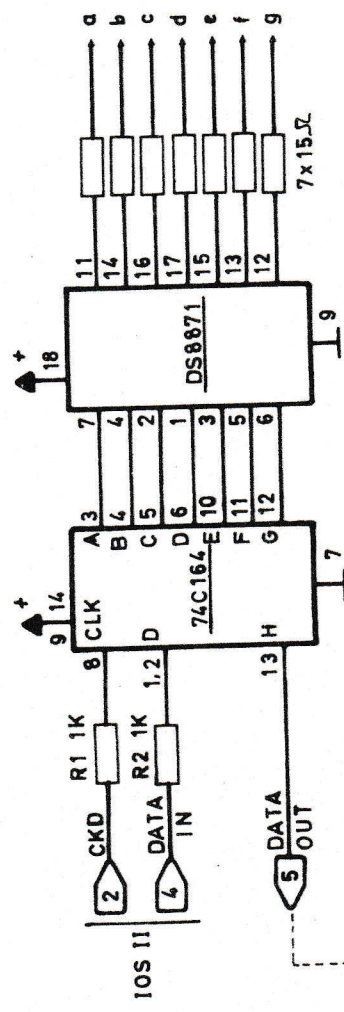 IOS II
2
CKD
R1 1K
8
4
DATA
IN
R2 1K
1,2
5
DATA
OUT
13
+
9
14
CLK
D
H
74C164
7
A 3
B 4
C 5
D 6
E 10
F 11
G 12
+
18
7
4
2
1
3
5
6
DS8871
9
11
14
16
17
15
13
12
7x15Ω
a
b
c
d
e
f
g